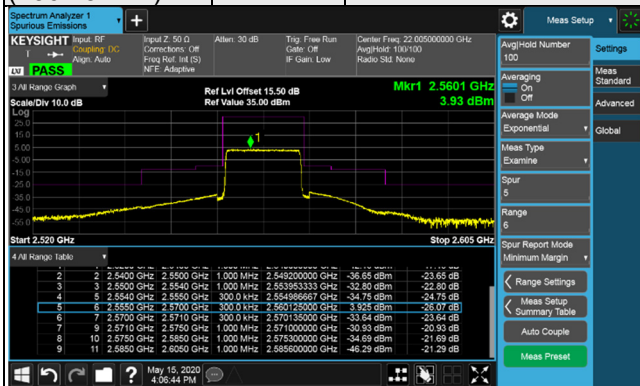 Spectrum Analyzer 1
Spurious Emissions
Meas Setup
KEYSIGHT Input: RF Input Z: 50 Ω Atten: 30 dB Trig: Free Run Center Freq: 22.005000000 GHz
Coupling: DC Corrections: Off Gate: Off Avg|Hold: 100/100
Align: Auto Freq Ref: Int (S) IF Gain: Low Radio Std: None
NFE: Adaptive
LXI PASS
3 All Range Graph
Ref Lvl Offset 15.50 dB Mkr1 2.5601 GHz
Scale/Div 10.0 dB Ref Value 35.00 dBm 3.93 dBm
Log
25.0
15.0
5.00
-5.00
-15.0
-25.0
-35.0
-45.0
-55.0
1
Start 2.520 GHz Stop 2.605 GHz
4 All Range Table
2 2 2.5400 GHz 2.5500 GHz 1.000 MHz 2.549200000 GHz -36.65 dBm -23.65 dB
3 3 2.5500 GHz 2.5540 GHz 1.000 MHz 2.553953333 GHz -32.80 dBm -22.80 dB
4 5 2.5540 GHz 2.5550 GHz 300.0 kHz 2.554986667 GHz -34.75 dBm -24.75 dB
5 6 2.5550 GHz 2.5700 GHz 300.0 kHz 2.560125000 GHz 3.925 dBm -26.07 dB
6 7 2.5700 GHz 2.5710 GHz 300.0 kHz 2.570135000 GHz -33.64 dBm -23.64 dB
7 9 2.5710 GHz 2.5750 GHz 1.000 MHz 2.571000000 GHz -30.93 dBm -20.93 dB
8 10 2.5750 GHz 2.5850 GHz 1.000 MHz 2.575300000 GHz -34.69 dBm -21.69 dB
9 11 2.5850 GHz 2.6050 GHz 1.000 MHz 2.585600000 GHz -46.29 dBm -21.29 dB
May 15, 2020
4:06:44 PM
Avg|Hold Number
100
Averaging
On
Off
Average Mode
Exponential
Meas Type
Examine
Spur
5
Range
6
Spur Report Mode
Minimum Margin
Range Settings
Meas Setup
Summary Table
Auto Couple
Meas Preset
Settings
Meas
Standard
Advanced
Global